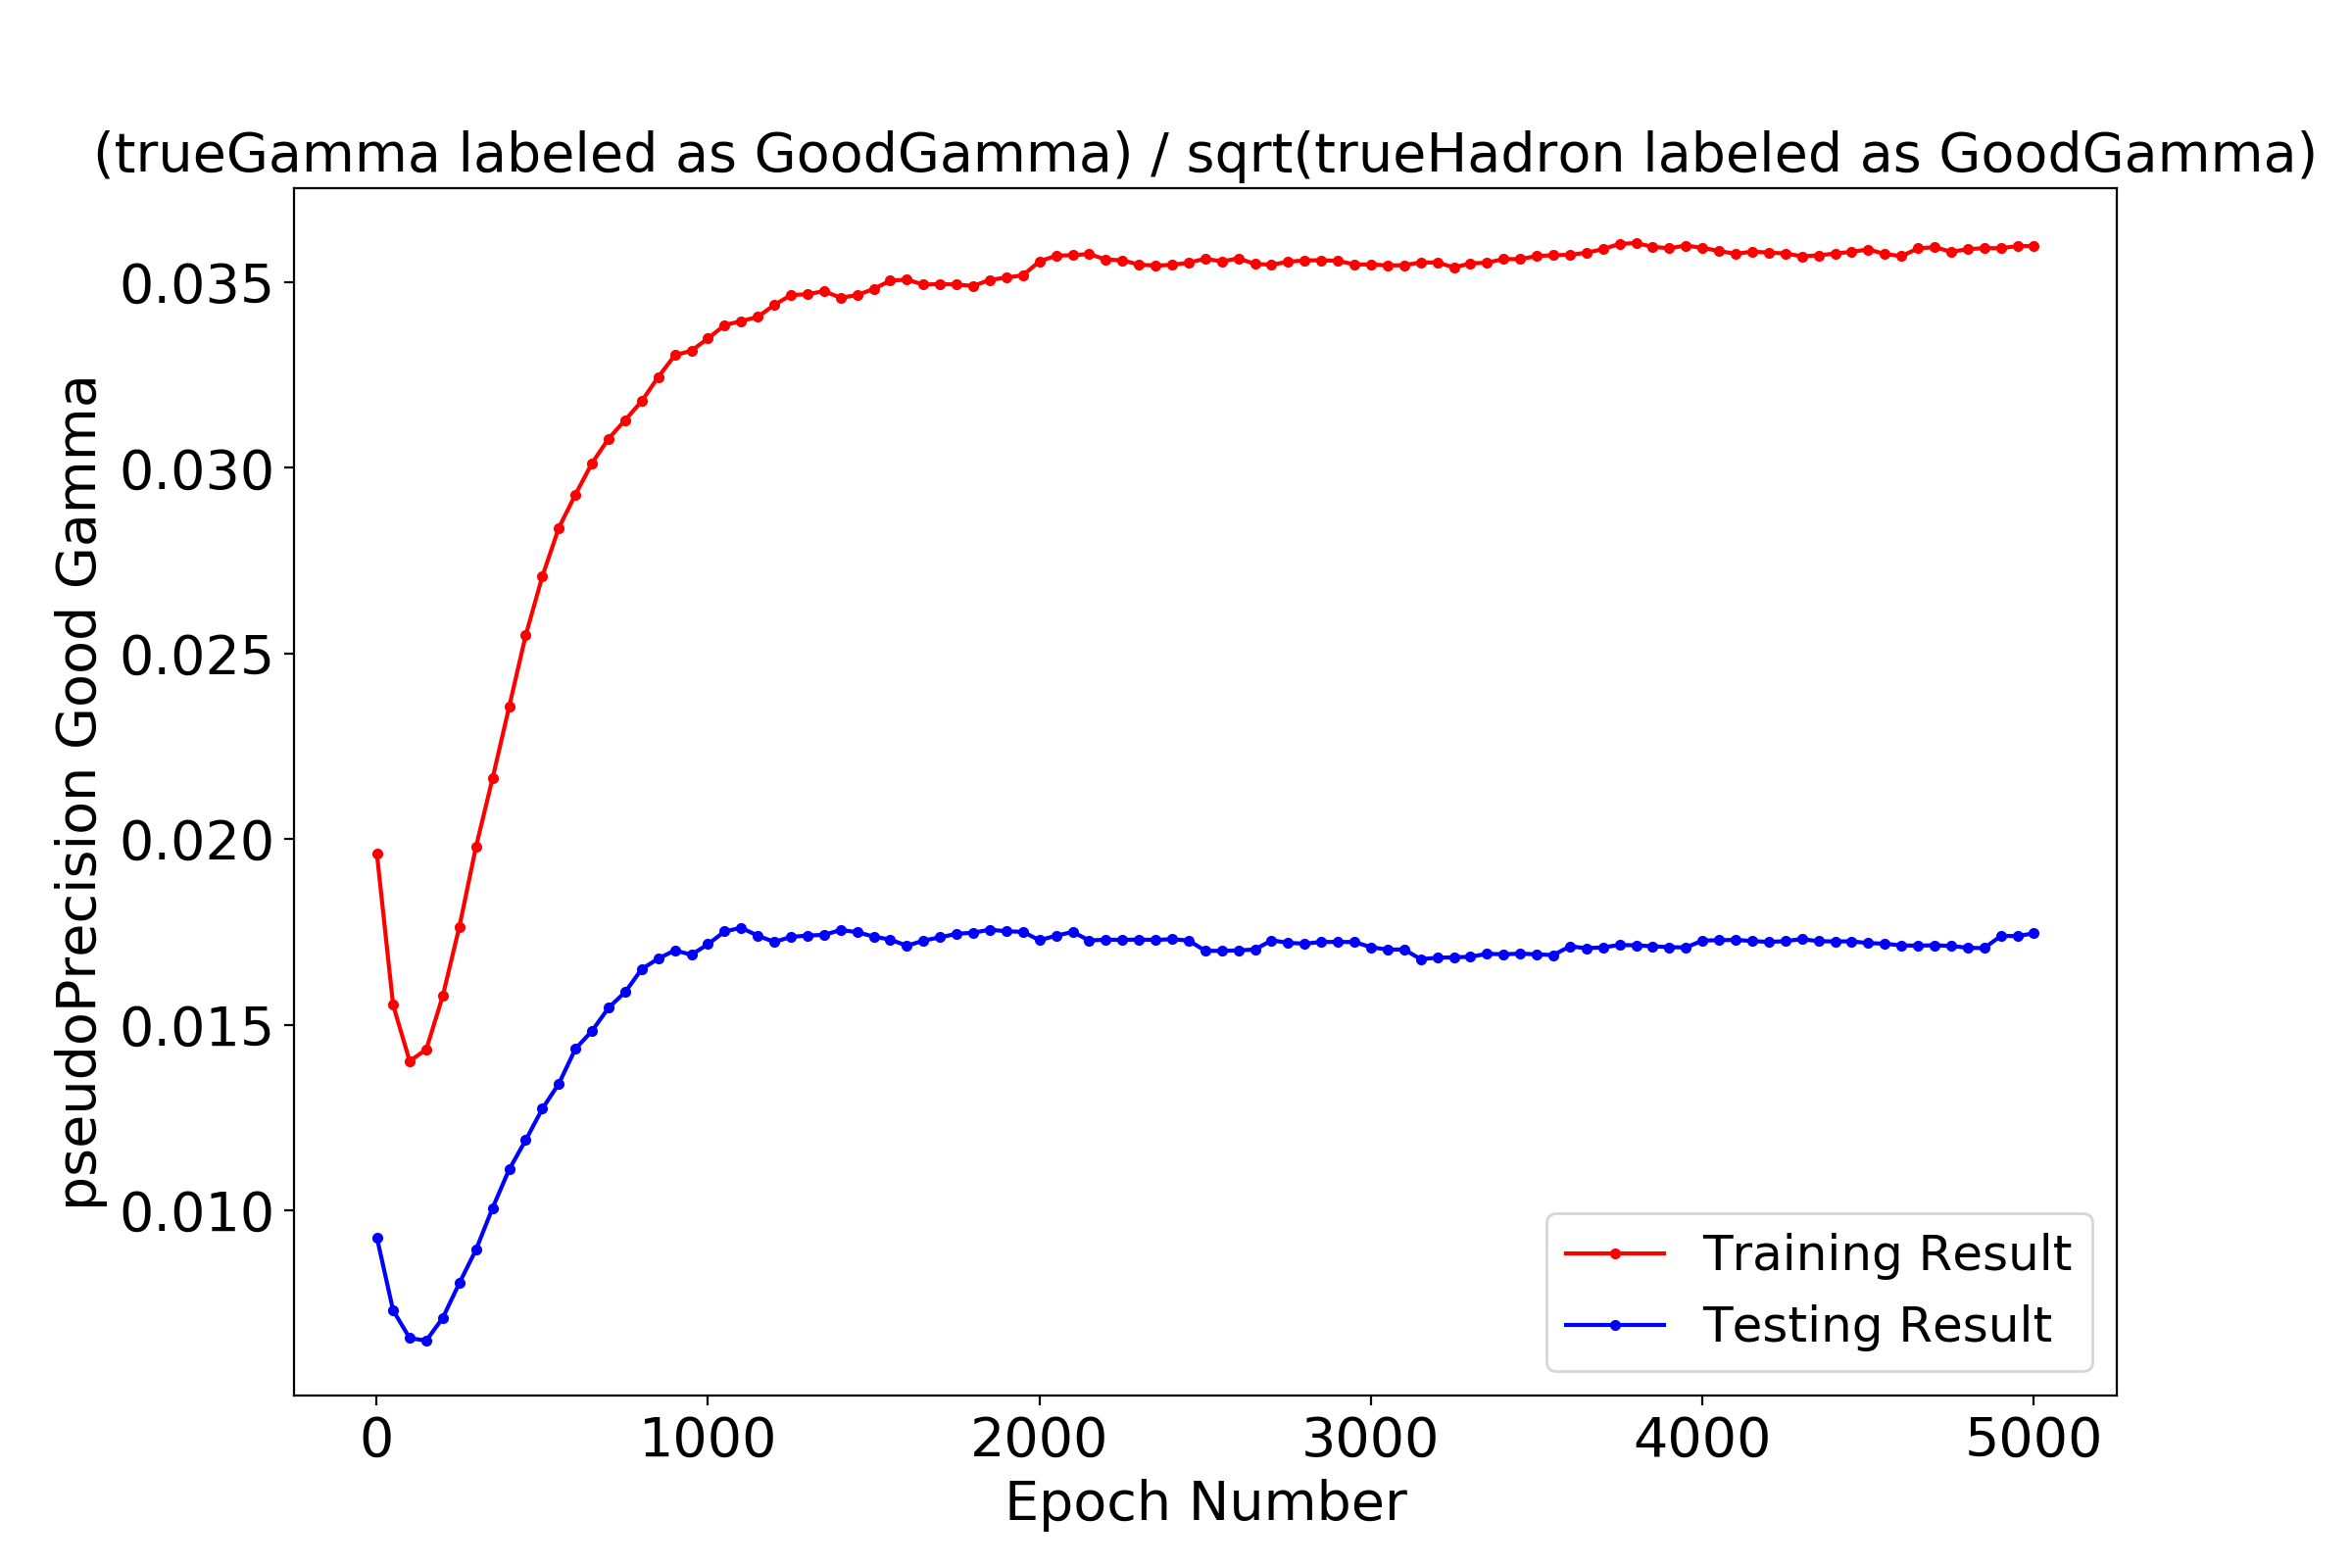 (trueGamma labeled as GoodGamma) / sqrt(trueHadron labeled as GoodGamma)
pseudoPrecision Good Gamma
0.035
0.030
0.025
0.020
0.015
0.010
Training Result
Testing Result
0 1000 2000 3000 4000 5000
Epoch Number